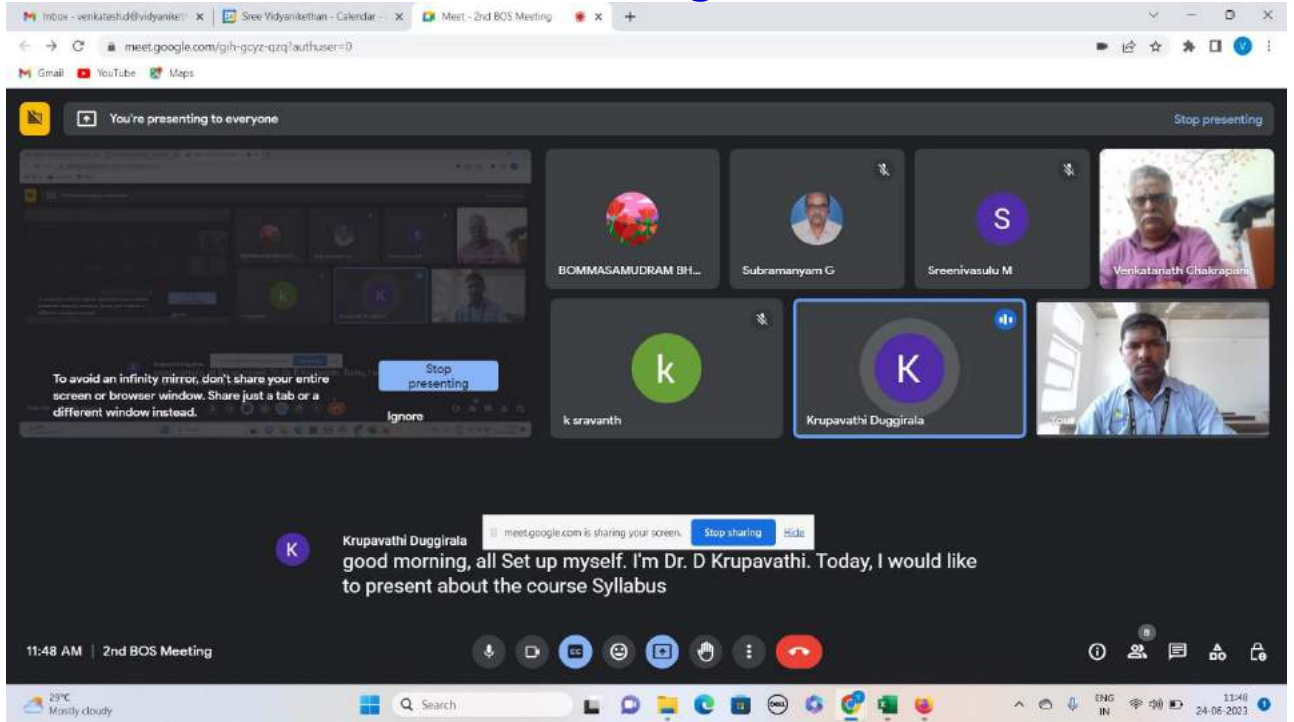 Inbox - venkatesh.d@vidyaniket
Sree Vidyanikethan - Calendar -
Meet - 2nd BOS Meeting
meet.google.com/gih-gcyz-qzq?authuser=0
V
Gmail
YouTube
Maps
You're presenting to everyone
Stop presenting
S
BOMMASAMUDRAM BH...
Subramanyam G
Sreenivasulu M
Venkatanath Chakrapani
To avoid an infinity mirror, don't share your entire
screen or browser window. Share just a tab or a
different window instead.
Stop
presenting
Ignore
k
K
k sravanth
Krupavathi Duggirala
You
K
Krupavathi Duggirala
meet.google.com is sharing your screen.
Stop sharing
Hide
good morning, all Set up myself. I'm Dr. D Krupavathi. Today, I would like
to present about the course Syllabus
8
11:48 AM | 2nd BOS Meeting
CC
29°C
Mostly cloudy
Search
ENG
IN
11:48
24-06-2023